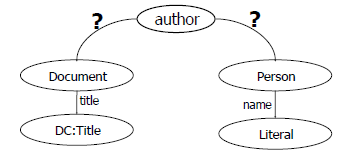 ? author ?
Document Person
title name
DC:Title Literal